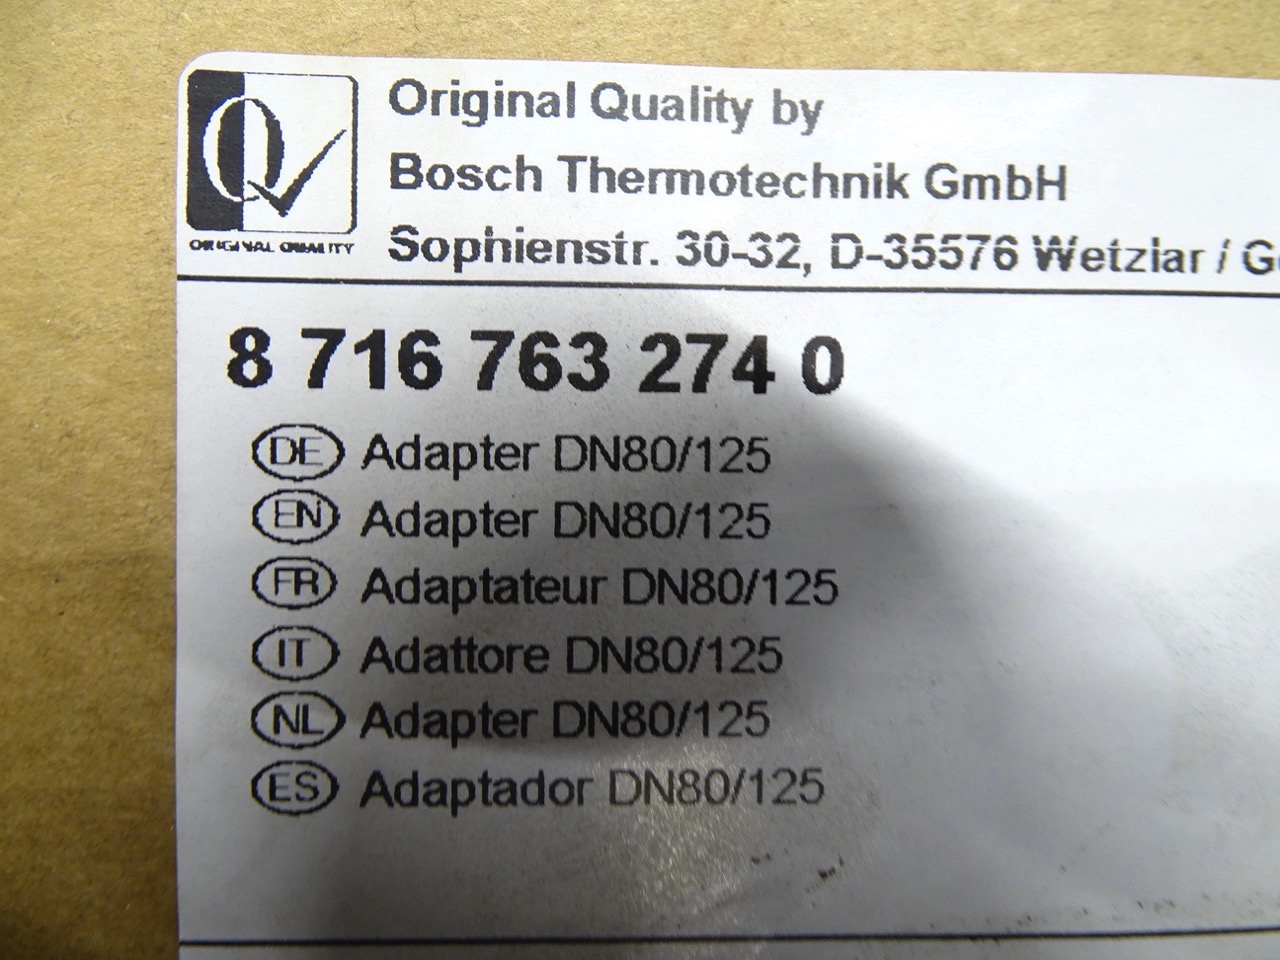 Original Quality by
Bosch Thermotechnik GmbH
Sophienstr. 30-32, D-35576 Wetzlar /
ORIGINAL QUALITY
8 716 763 274 0
DE Adapter DN80/125
EN Adapter DN80/125
FR Adaptateur DN80/125
IT Adattore DN80/125
NL Adapter DN80/125
ES Adaptador DN80/125